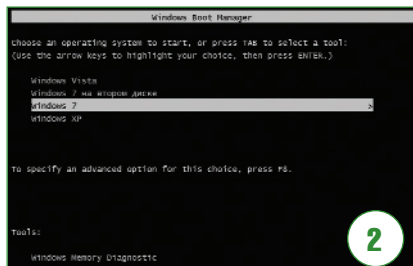 Windows Boot Manager
Choose an operating system to start, or press TAB to select a tool:
(Use the arrow keys to highlight your choice, then press ENTER.)
Windows Vista
Windows 7 на втором диске
Windows 7 >
Windows XP
To specify an advanced option for this choice, press F8.
Tools:
Windows Memory Diagnostic
2